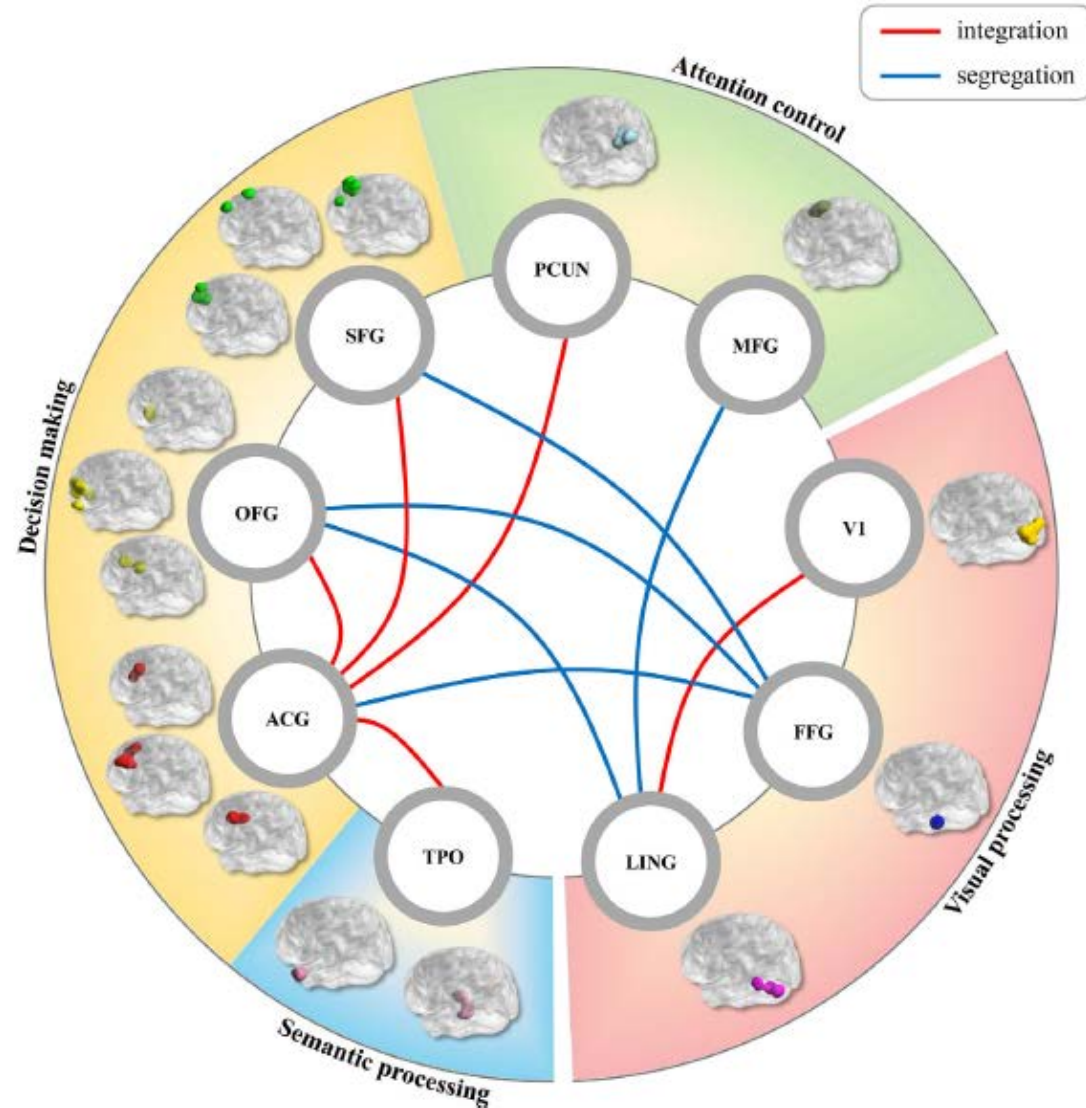 integration
segregation
Attention control
PCUN
MFG
SFG
Decision making
OFG
V1
ACG
FFG
TPO
LING
Visual processing
Semantic processing